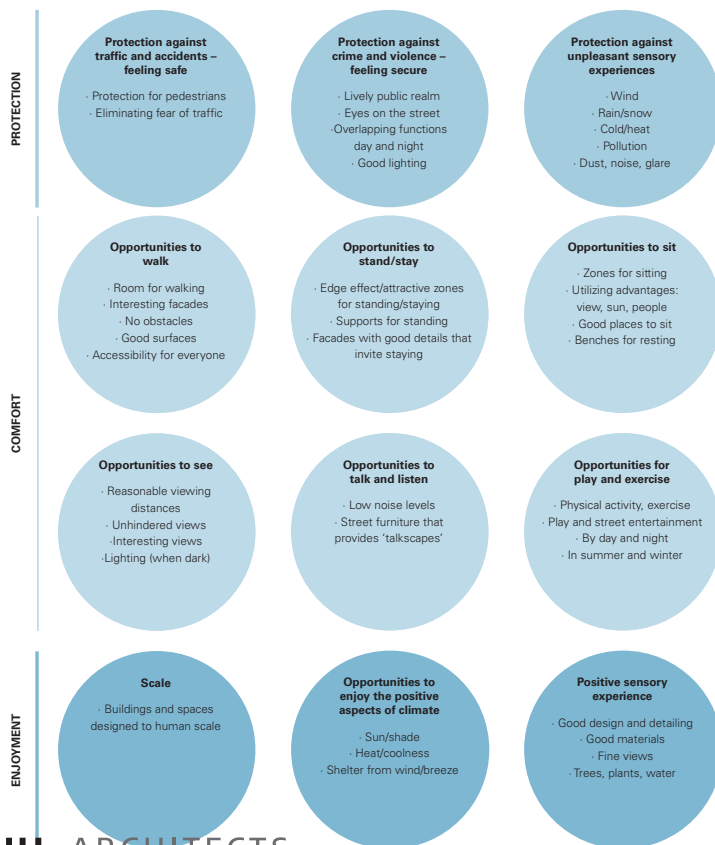 PROTECTION
Protection against
traffic and accidents –
feeling safe
· Protection for pedestrians
· Eliminating fear of traffic
Protection against
crime and violence –
feeling secure
· Lively public realm
· Eyes on the street
·Overlapping functions
day and night
· Good lighting
Protection against
unpleasant sensory
experiences
· Wind
· Rain/snow
· Cold/heat
· Pollution
· Dust, noise, glare
COMFORT
Opportunities to
walk
· Room for walking
· Interesting facades
· No obstacles
· Good surfaces
· Accessibility for everyone
Opportunities to
stand/stay
· Edge effect/attractive zones
for standing/staying
· Supports for standing
· Facades with good details that
invite staying
Opportunities to sit
· Zones for sitting
· Utilizing advantages:
view, sun, people
· Good places to sit
· Benches for resting
Opportunities to see
· Reasonable viewing
distances
· Unhindered views
·Interesting views
·Lighting (when dark)
Opportunities to
talk and listen
· Low noise levels
· Street furniture that
provides ‘talkscapes’
Opportunities for
play and exercise
· Physical activity, exercise
· Play and street entertainment
· By day and night
· In summer and winter
ENJOYMENT
Scale
· Buildings and spaces
designed to human scale
Opportunities to
enjoy the positive
aspects of climate
· Sun/shade
· Heat/coolness
· Shelter from wind/breeze
Positive sensory
experience
· Good design and detailing
· Good materials
· Fine views
·Trees, plants, water
ARCHITECTS